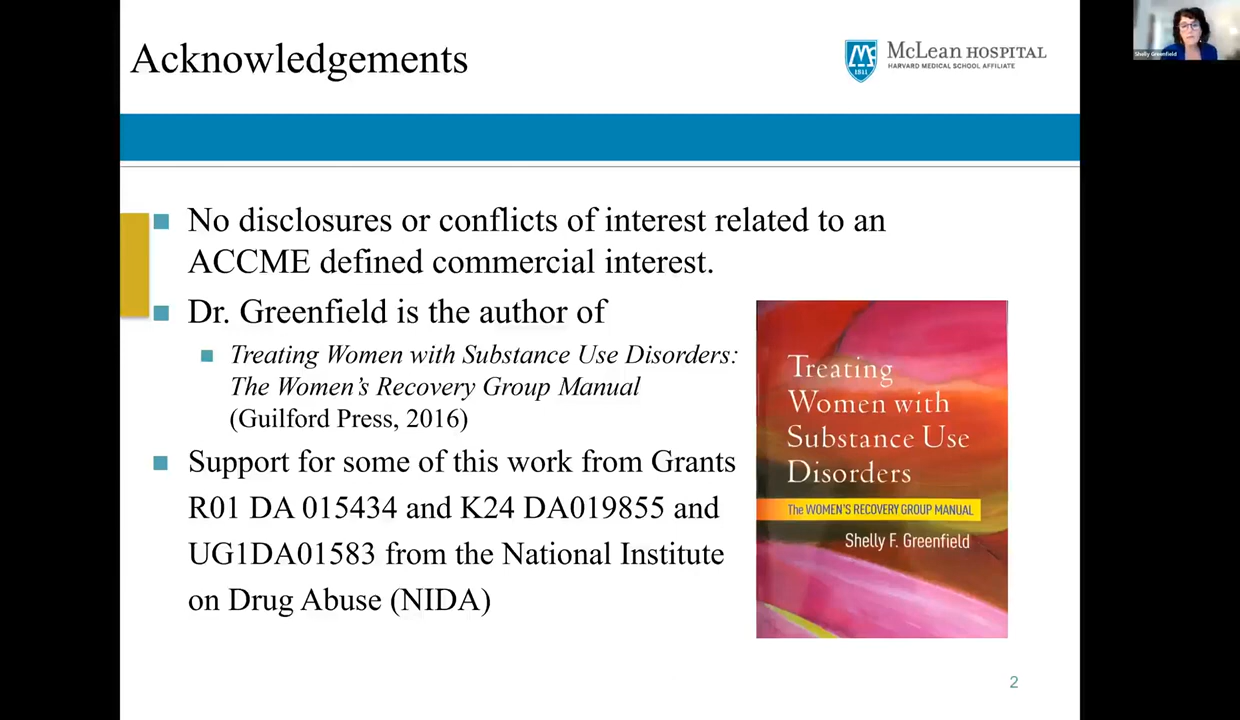 Acknowledgements
McLEAN HOSPITAL
HARVARD MEDICAL SCHOOL AFFILIATE
1811
Shelly Greenfield
No disclosures or conflicts of interest related to an
ACCME defined commercial interest.
Dr. Greenfield is the author of
Treating Women with Substance Use Disorders:
The Women's Recovery Group Manual
(Guilford Press, 2016)
Support for some of this work from Grants
R01 DA 015434 and K24 DA019855 and
UG1DA01583 from the National Institute
on Drug Abuse (NIDA)
Treating
Women with
Substance Use
Disorders
The WOMEN'S RECOVERY GROUP MANUAL
Shelly F. Greenfield
2